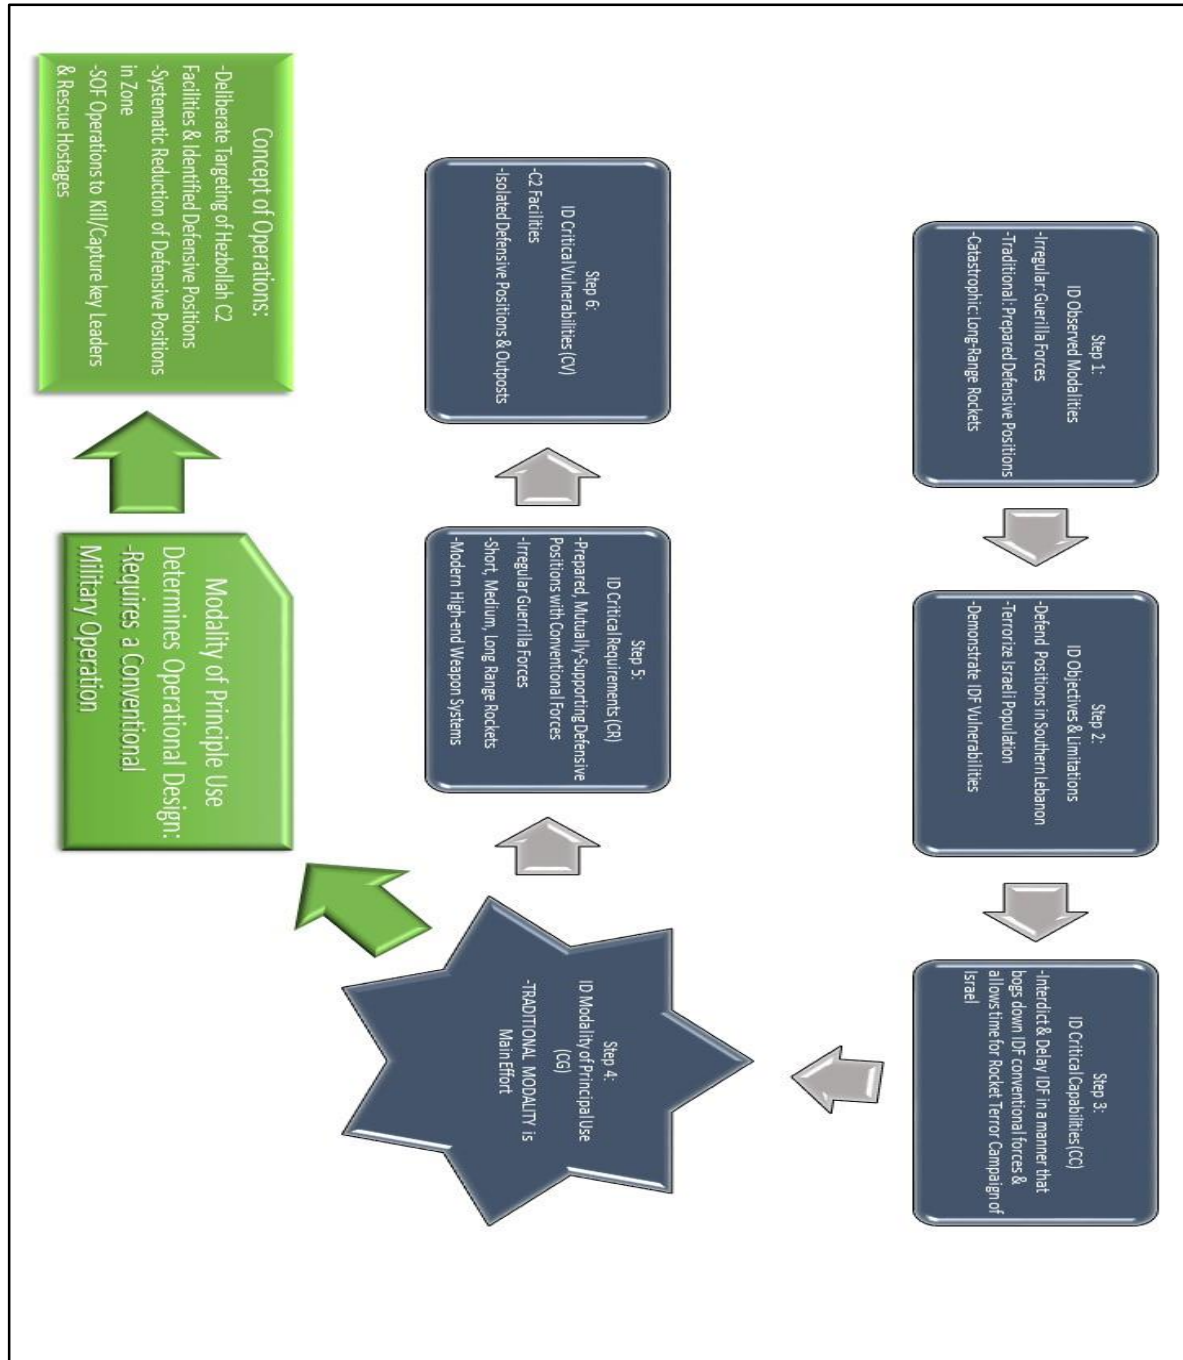 Step 1:
ID Observed Modalities
-Irregular: Guerilla Forces
-Traditional: Prepared Defensive Positions
-Catastrophic: Long-Range Rockets
Step 2:
ID Objectives & Limitations
-Defend Positions in Southern Lebanon
-Terrorize Israeli Population
-Demonstrate IDF Vulnerabilities
Step 3:
ID Critical Capabilities (CC)
-Interdict & Delay IDF in a manner that
bogs down IDF conventional forces &
allows time for Rocket Terror Campaign of
Israel
Step 4:
ID Modality of Principal Use
(CG)
-TRADITIONAL MODALITY is
Main Effort
Step 5:
ID Critical Requirements (CR)
-Prepared, Mutually-Supporting Defensive
Positions with Conventional Forces
-Irregular Guerrilla Forces
-Short, Medium, Long Range Rockets
-Modern High-end Weapon Systems
Step 6:
ID Critical Vulnerabilities (CV)
-C2 Facilities
-Isolated Defensive Positions & Outposts
Modality of Principle Use
Determines Operational Design:
-Requires a Conventional
Military Operation
Concept of Operations:
-Deliberate Targeting of Hezbollah C2
Facilities & Identified Defensive Positions
-Systematic Reduction of Defensive Positions
in Zone
-SOF Operations to Kill/Capture key Leaders
& Rescue Hostages